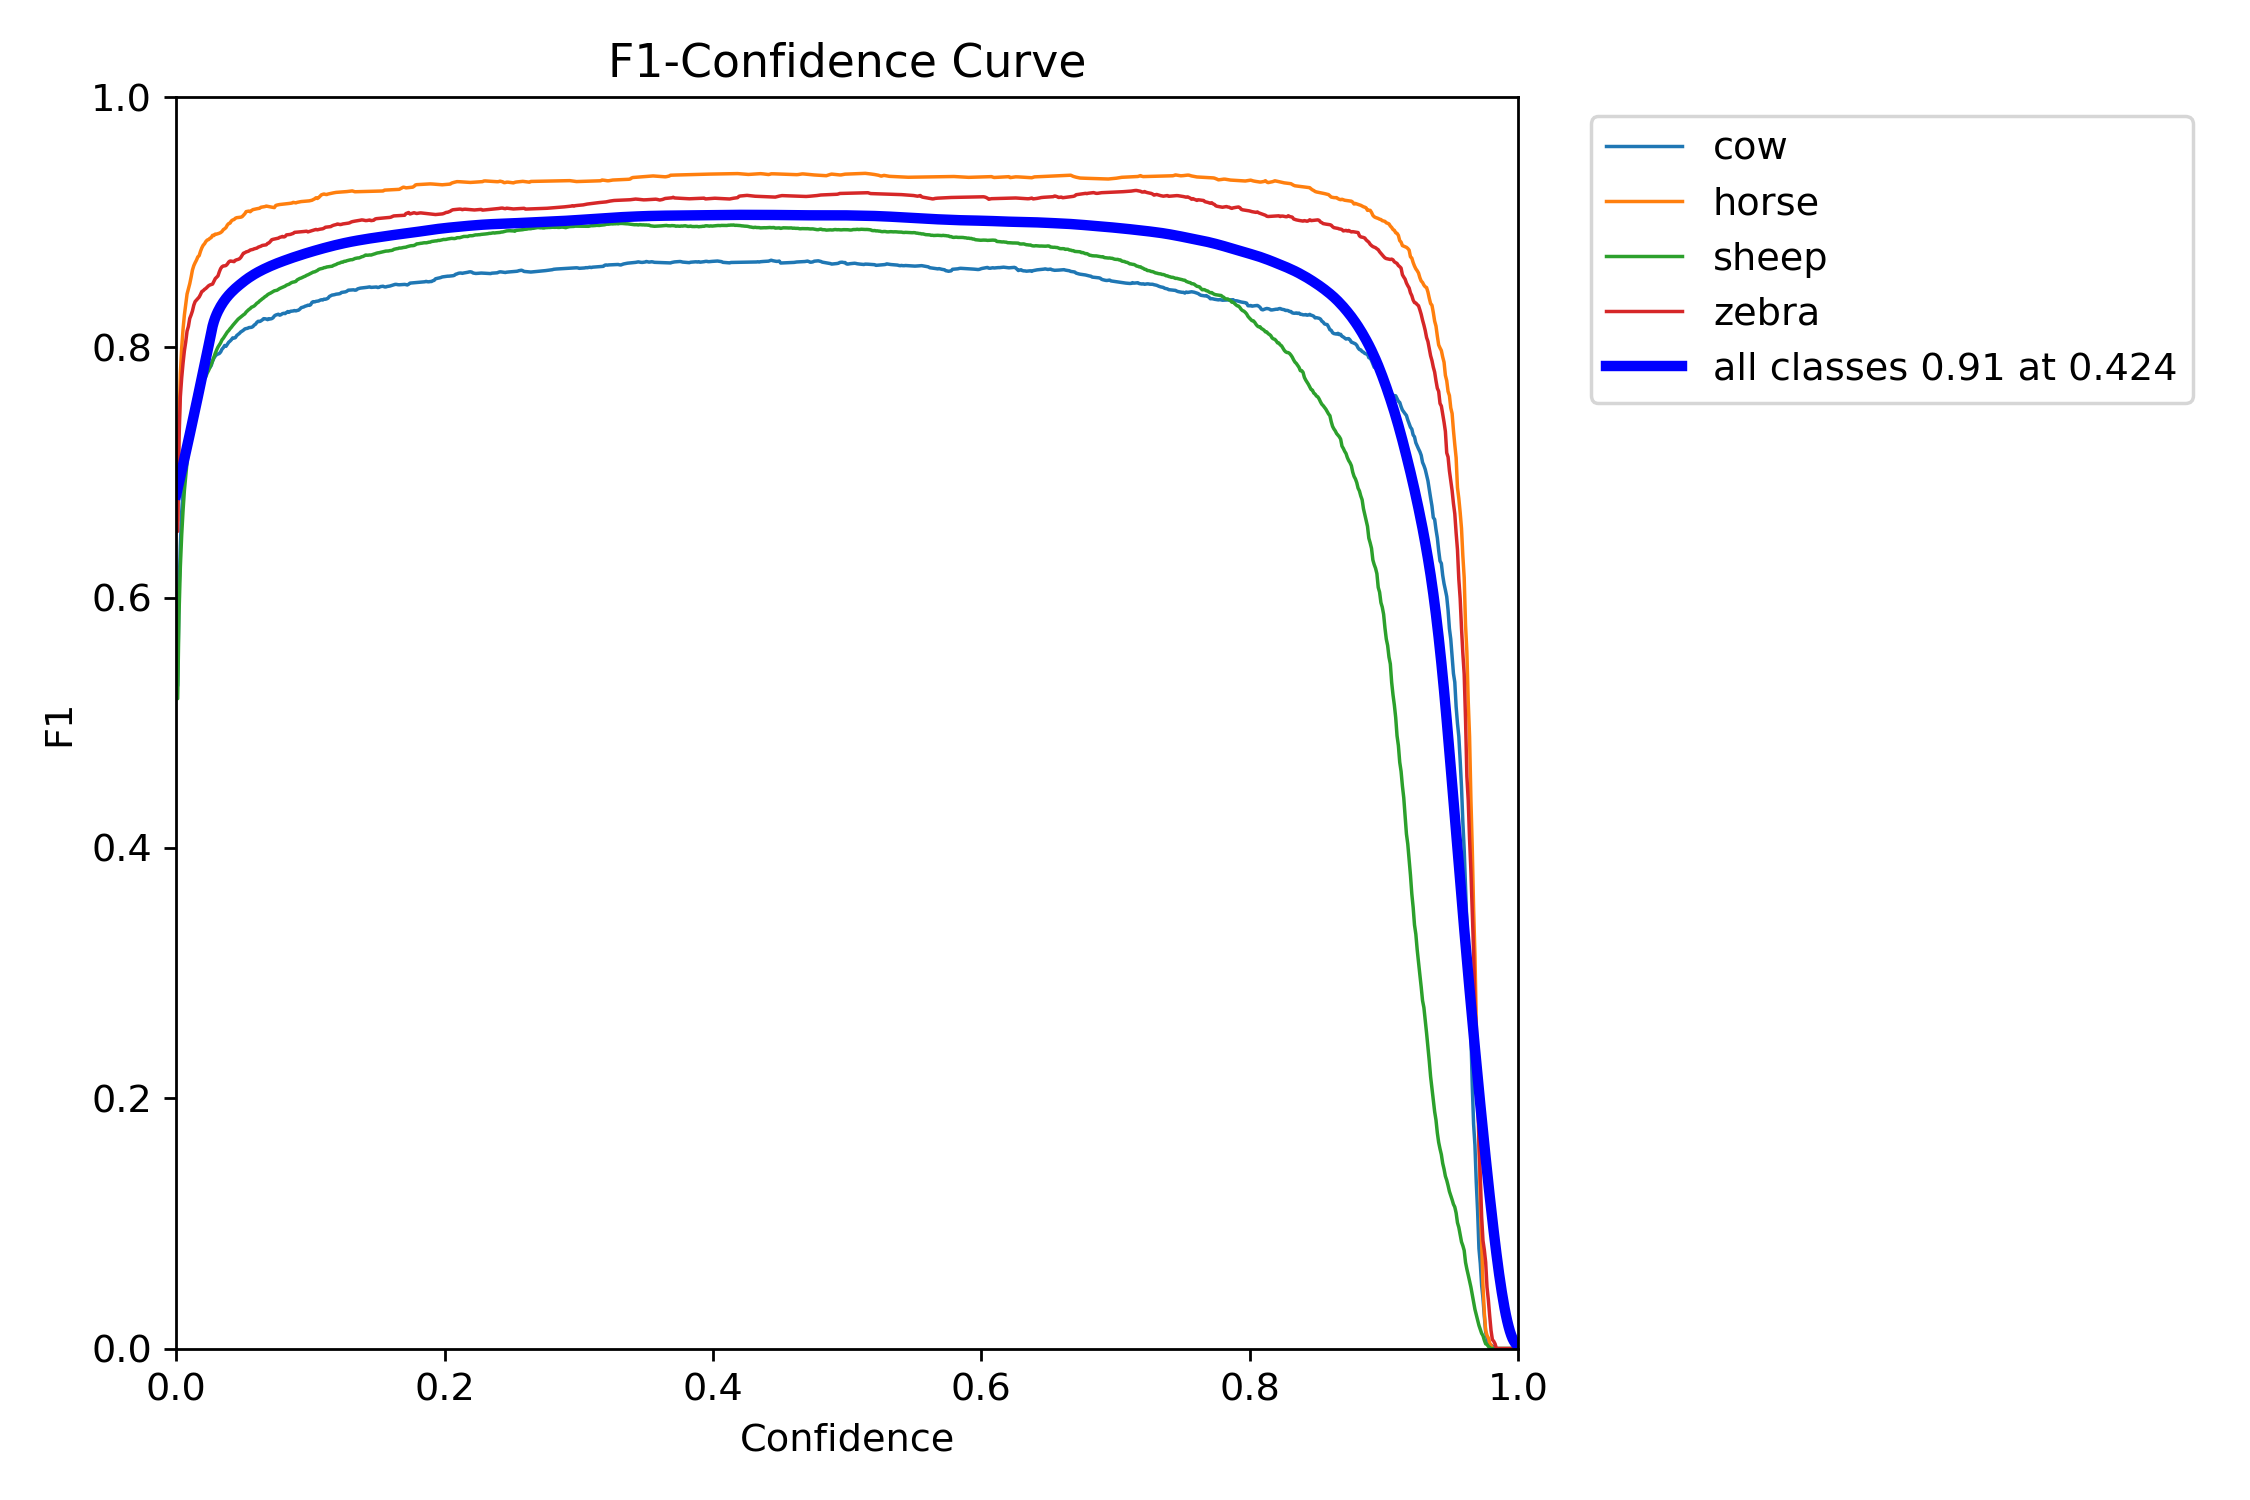 F1-Confidence Curve
1.0
0.8
0.6
0.4
0.2
0.0
F1
0.0 0.2 0.4 0.6 0.8 1.0
Confidence
cow
horse
sheep
zebra
all classes 0.91 at 0.424